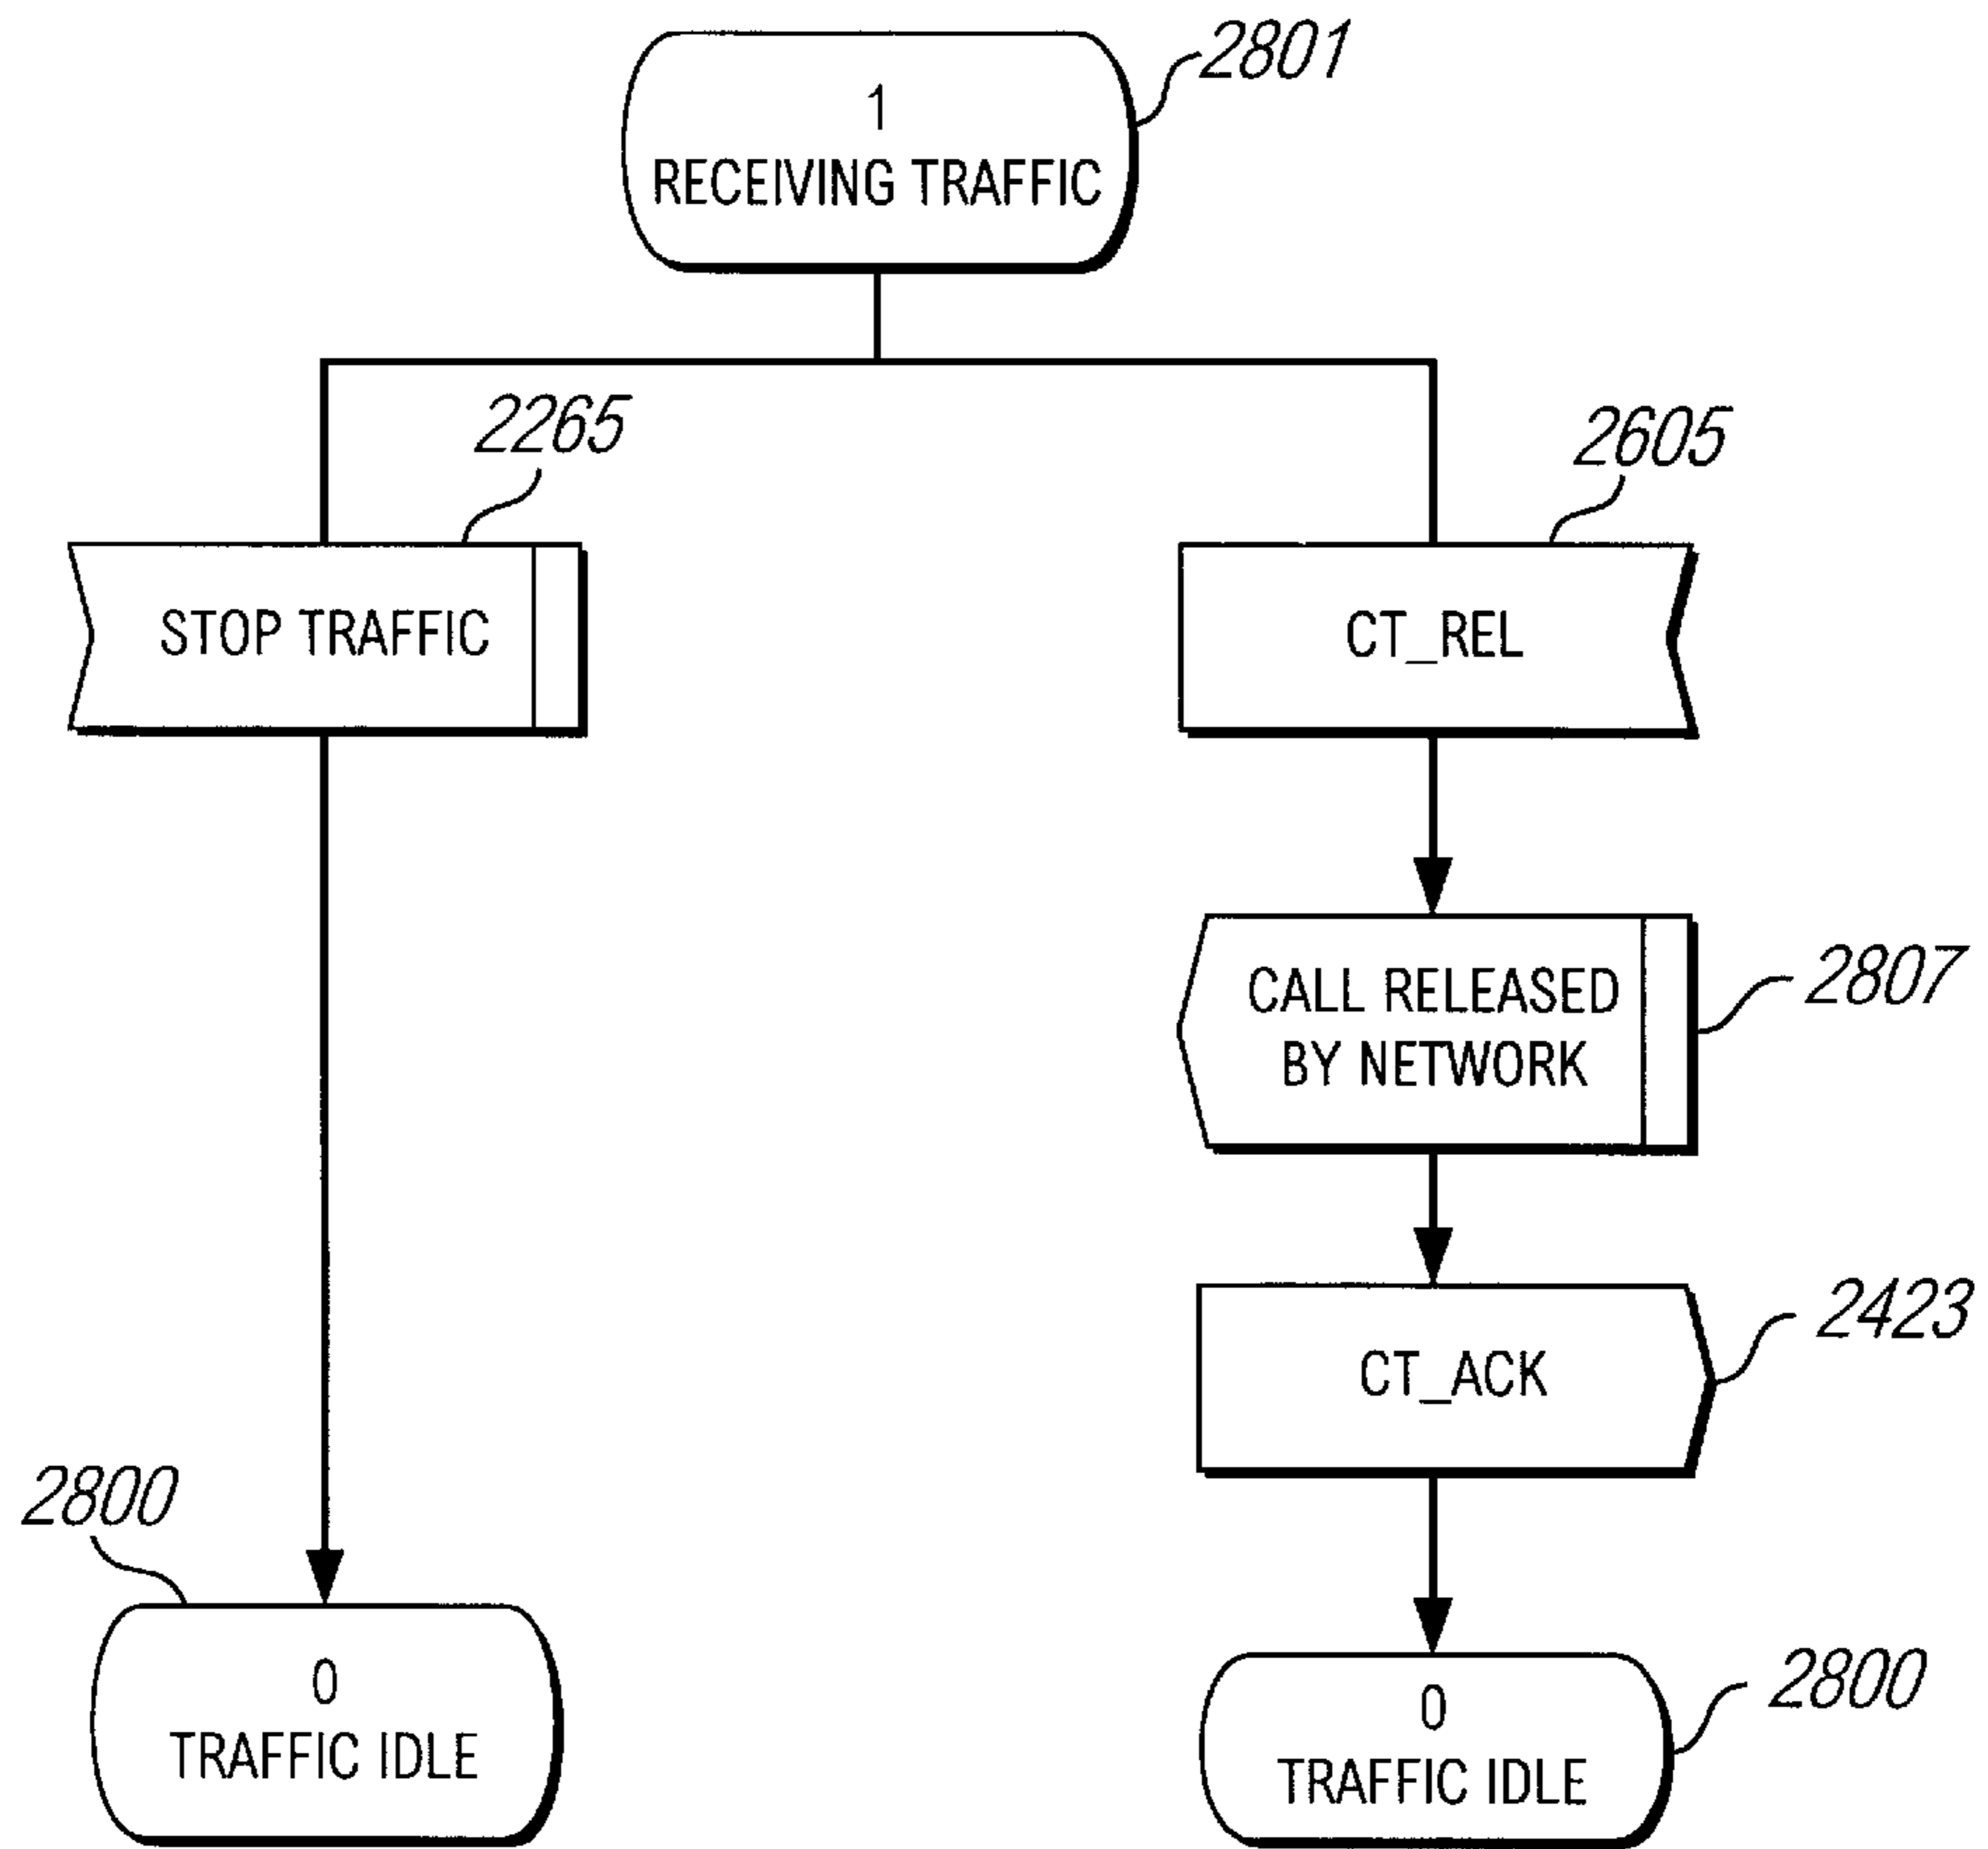 2801
1
RECEIVING TRAFFIC
2265
2605
STOP TRAFFIC
CT_REL
CALL RELEASED
BY NETWORK
2807
2423
CT_ACK
2800
0
TRAFFIC IDLE
2800
0
TRAFFIC IDLE